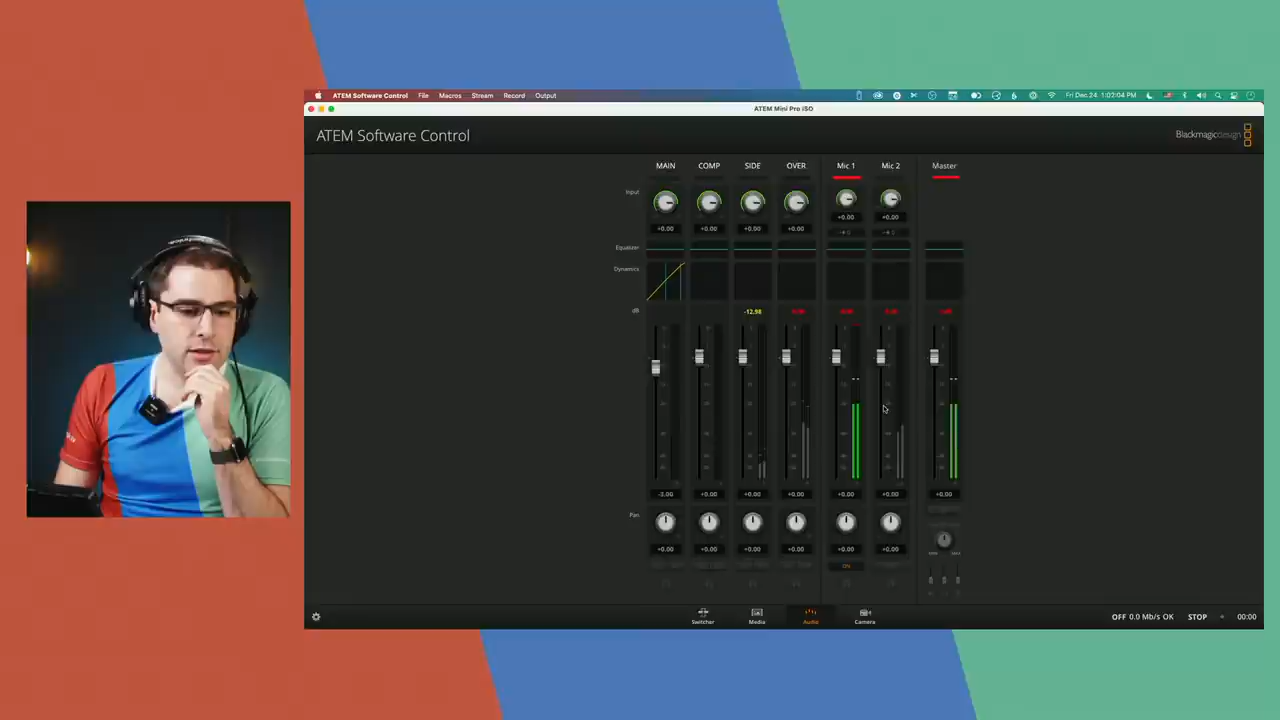 ATEM Software Control File Macros Stream Record Output Fri Dec 24 1:02:04 PM
ATEM Mini Pro ISO
ATEM Software Control
Blackmagicdesign
MAIN COMP SIDE OVER Mic 1 Mic 2 Master
Input
+0.00 +0.00 +0.00 +0.00 +0.00 +0.00
Equalizer
Dynamics
dB -12.98
-3.00 +0.00 +0.00 +0.00 +0.00 +0.00 +0.00
Pan
+0.00 +0.00 +0.00 +0.00 +0.00 +0.00
ON
Switcher Media Audio Camera
OFF 0.0 Mb/s OK STOP 00:00